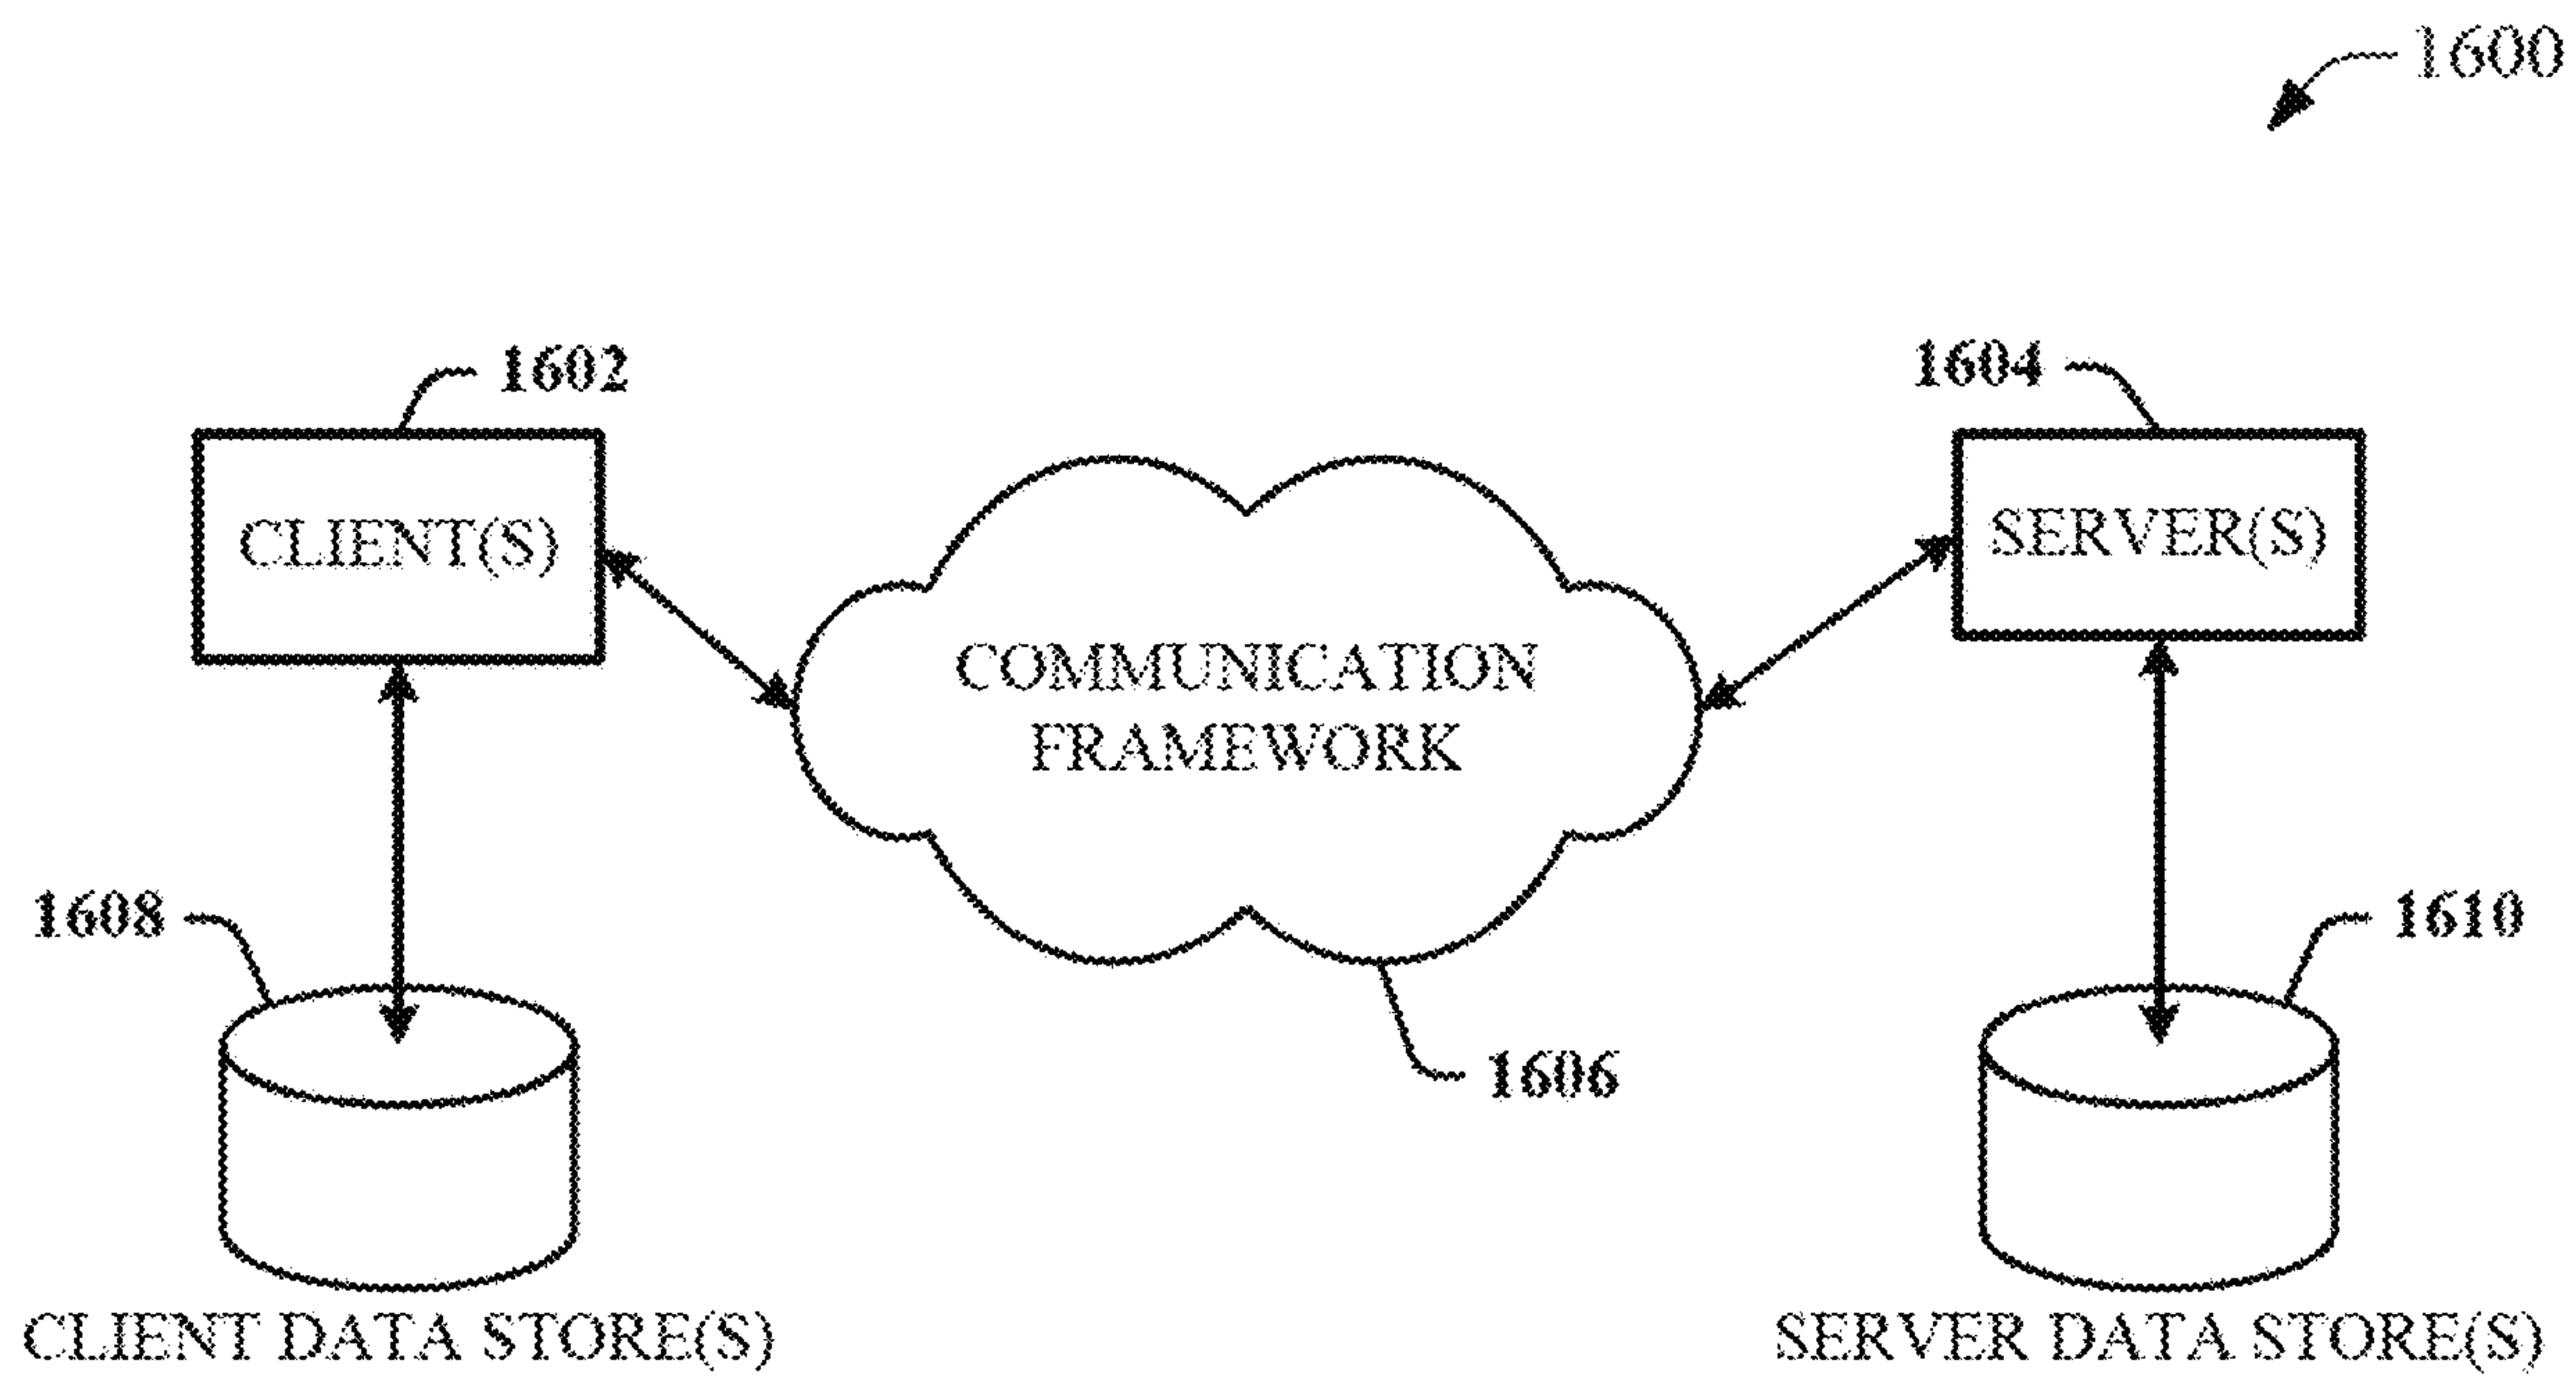 1600
1602
1604
CLIENT(S)
SERVER(S)
COMMUNICATION
FRAMEWORK
1608
1610
1606
CLIENT DATA STORE(S)
SERVER DATA STORE(S)